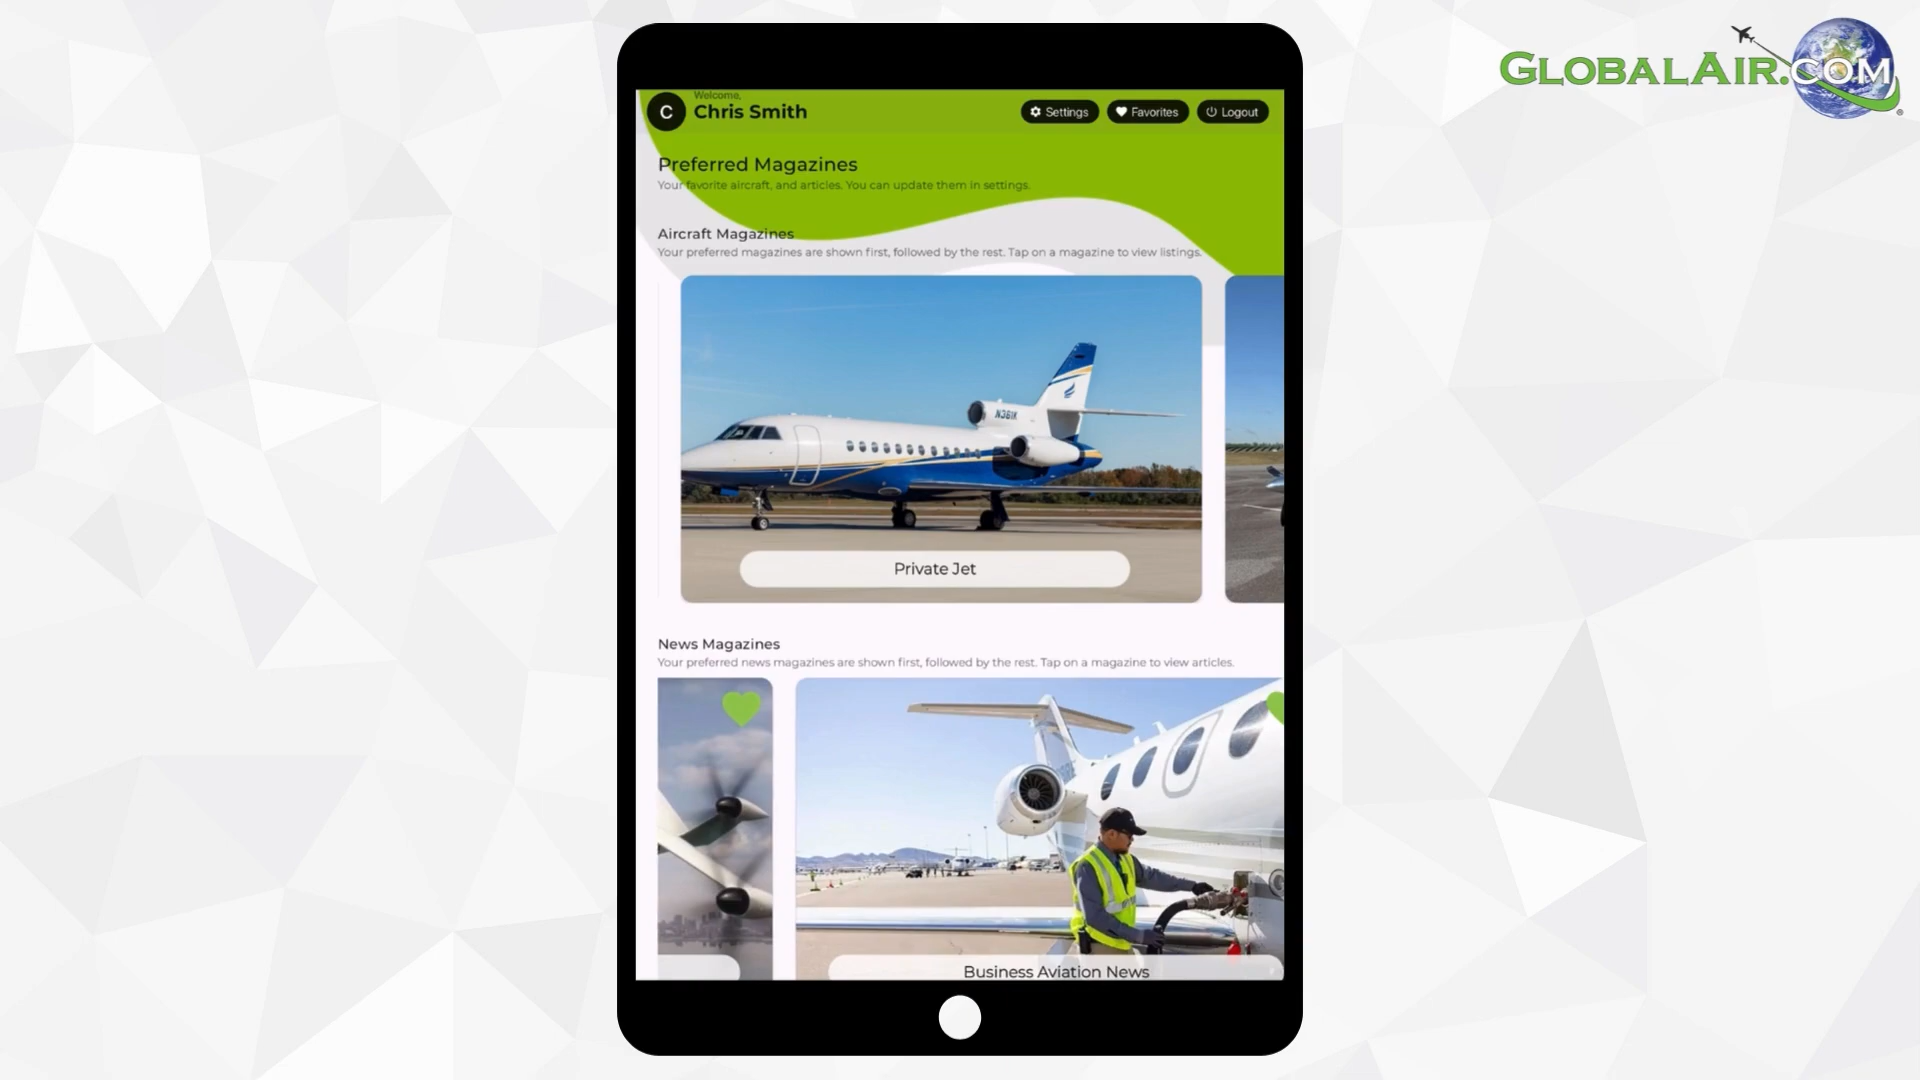 GLOBALAIR.COM
®
Welcome,
C
Chris Smith
Settings
Favorites
Logout
Preferred Magazines
Your favorite aircraft, and articles. You can update them in settings.
Aircraft Magazines
Your preferred magazines are shown first, followed by the rest. Tap on a magazine to view listings.
N361K
Private Jet
News Magazines
Your preferred news magazines are shown first, followed by the rest. Tap on a magazine to view articles.
Business Aviation News